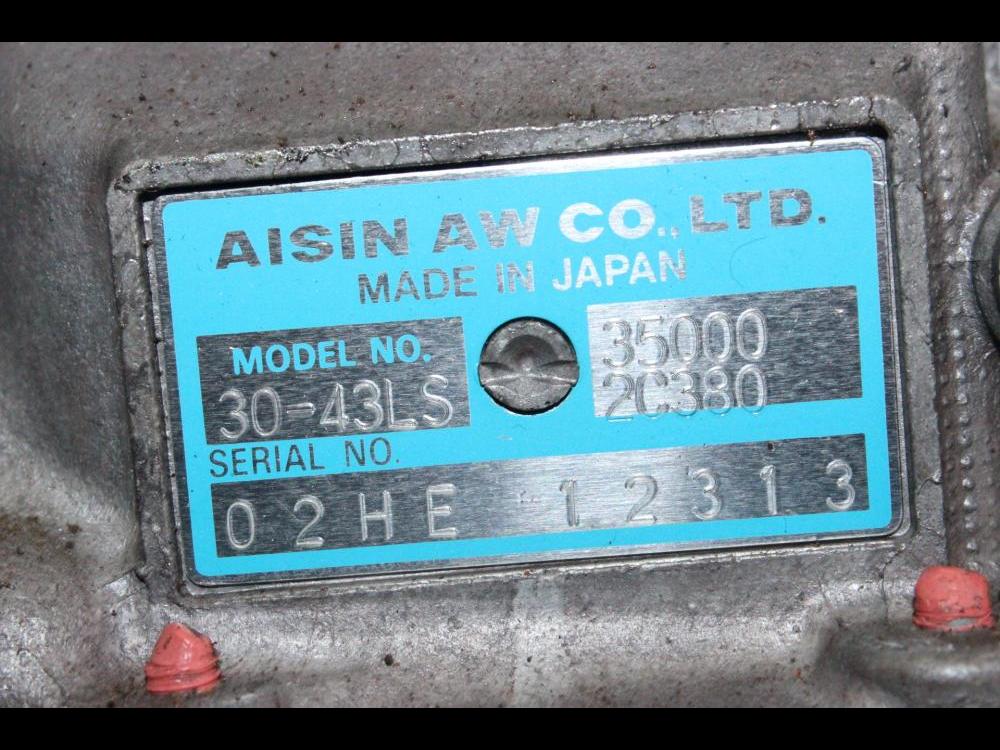 AISIN AW CO., LTD.
MADE IN JAPAN
MODEL NO.
30-43LS
35000
2C380
SERIAL NO.
02HE 12313